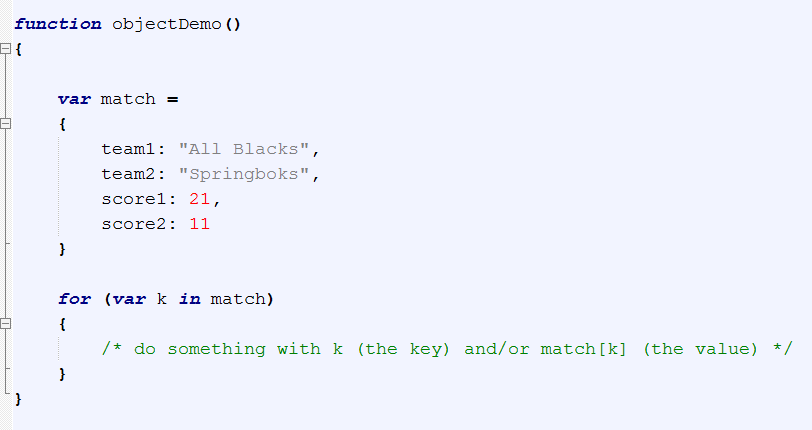 function objectDemo()
{
var match =
{
team1: "All Blacks",
team2: "Springboks",
score1: 21,
score2: 11
}
for (var k in match)
{
/* do something with k (the key) and/or match[k] (the value) */
}
}